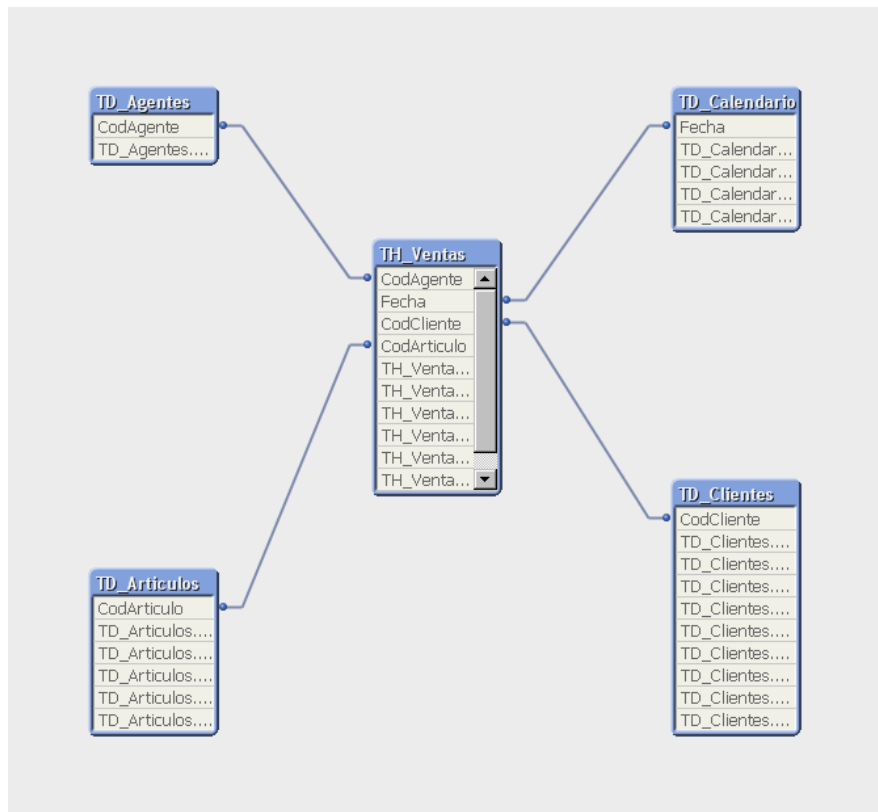 TD_Agentes
CodAgente
TD_Agentes....
TD_Calendario
Fecha
TD_Calendar...
TD_Calendar...
TD_Calendar...
TD_Calendar...
TH_Ventas
CodAgente
Fecha
CodCliente
CodArticulo
TH_Venta...
TH_Venta...
TH_Venta...
TH_Venta...
TH_Venta...
TH_Venta...
TD_Clientes
CodCliente
TD_Clientes....
TD_Clientes....
TD_Clientes....
TD_Clientes....
TD_Clientes....
TD_Clientes....
TD_Clientes....
TD_Clientes....
TD_Clientes....
TD_Articulos
CodArticulo
TD_Articulos....
TD_Articulos....
TD_Articulos....
TD_Articulos....
TD_Articulos....